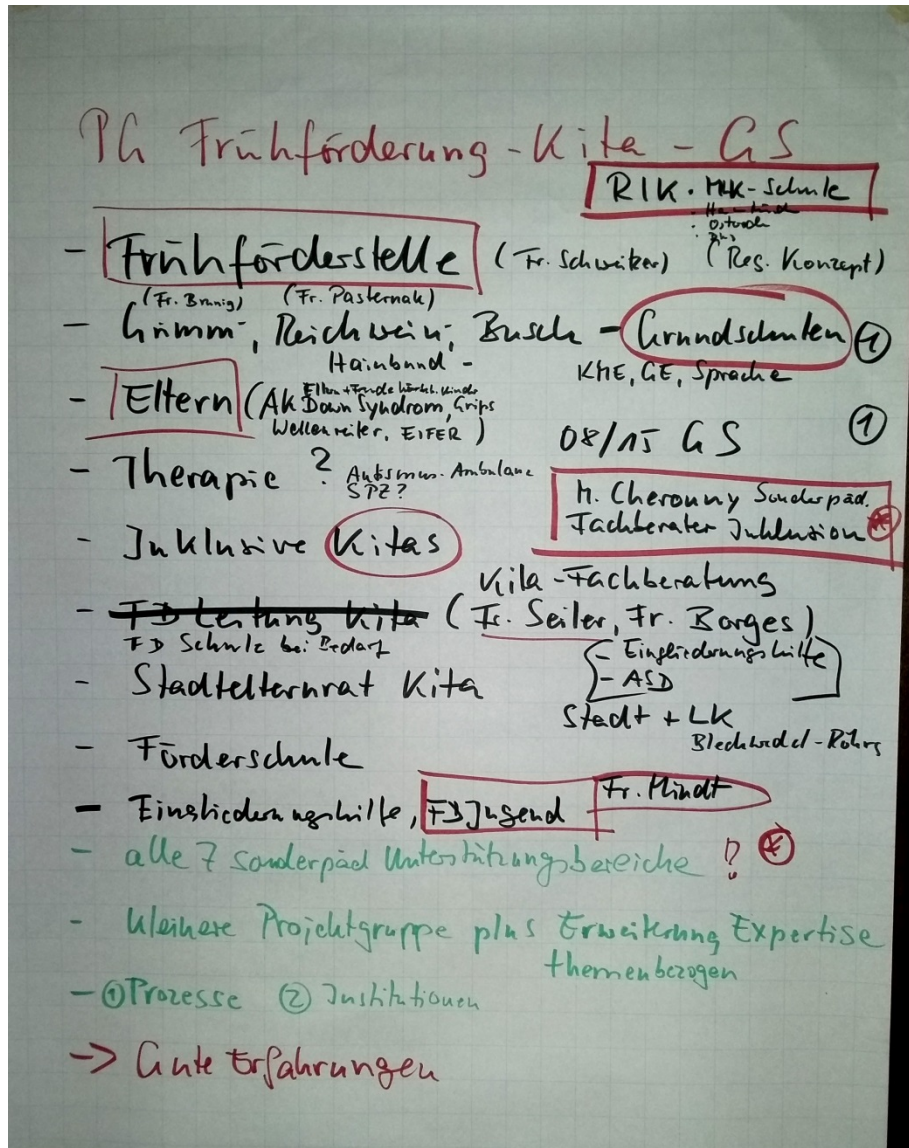 PG Frühförderung - Kita - GS
RIK · MLK-Schule
· Ostende
- Frühförderstelle (Fr. Schweiker) (Reg. Konzept)
(Fr. Brunig) (Fr. Pasternak)
- Grimm-, Reichwein-, Busch - Grundschulen ①
Hainbund -
KME, GE, Sprache
- Eltern (AK Down Syndrom, Grips
Wellenreiter, EIFER)
08/15 GS ①
- Therapie ? Autismus-Ambulanz
SPZ?
M. Cheronny Sonderpäd.
Fachberater Inklusion *
- Inklusive Kitas
Kita-Fachberatung
- FD Leitung Kita (Fr. Seiler, Fr. Borges)
FD Schule bei Bedarf
- Eingliederungshilfe
- ASD
- Stadtelternrat Kita
Stadt + LK
- Förderschule
- Eingliederungshilfe, FD Jugend Fr. Mindt
- alle 7 sonderpäd Unterstützungsbereiche ? *
- kleinere Projektgruppe plus Erweiterung Expertise
themenbezogen
- ① Prozesse ② Institutionen
-> Gute Erfahrungen